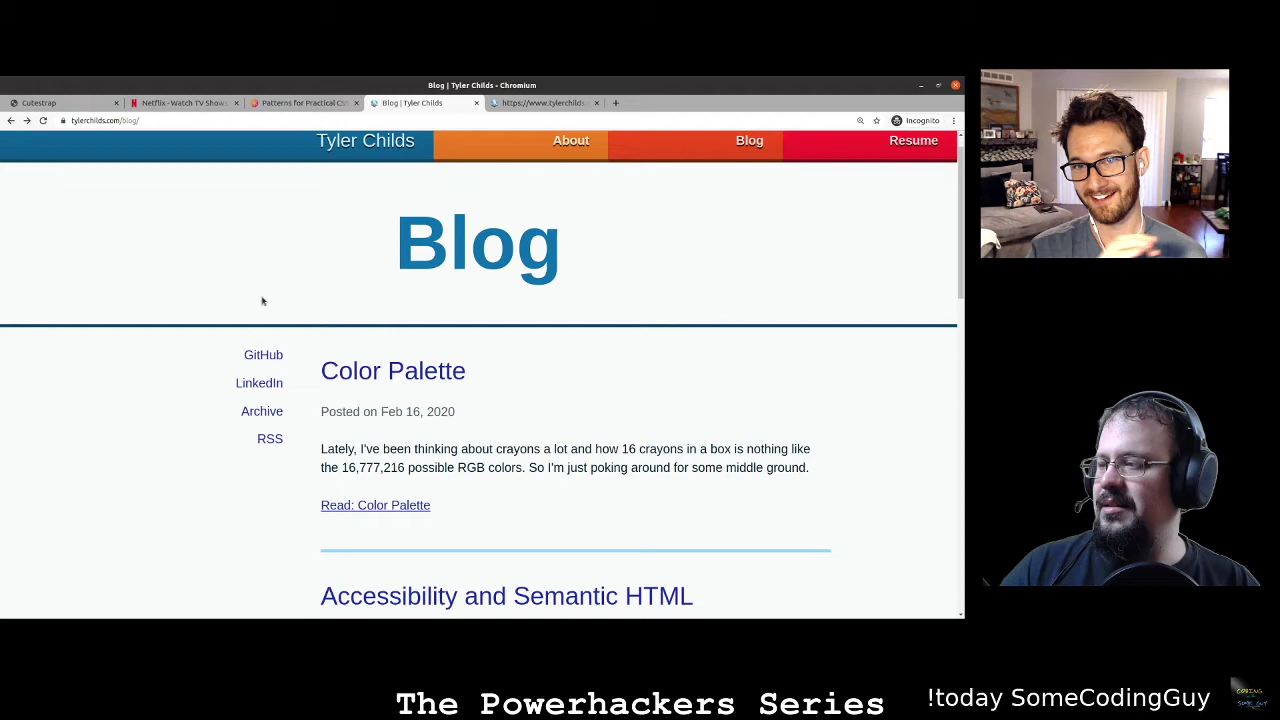 Blog | Tyler Childs - Chromium
Cutestrap
Netflix - Watch TV Shows
Patterns for Practical CS
Blog | Tyler Childs
https://www.tylerchilds.
tylerchilds.com/blog/
Incognito
Tyler Childs
About
Blog
Resume
Blog
GitHub
LinkedIn
Archive
RSS
Color Palette
Posted on Feb 16, 2020
Lately, I've been thinking about crayons a lot and how 16 crayons in a box is nothing like
the 16,777,216 possible RGB colors. So I'm just poking around for some middle ground.
Read: Color Palette
Accessibility and Semantic HTML
The Powerhackers Series
!today SomeCodingGuy
CODING
SOME GUY